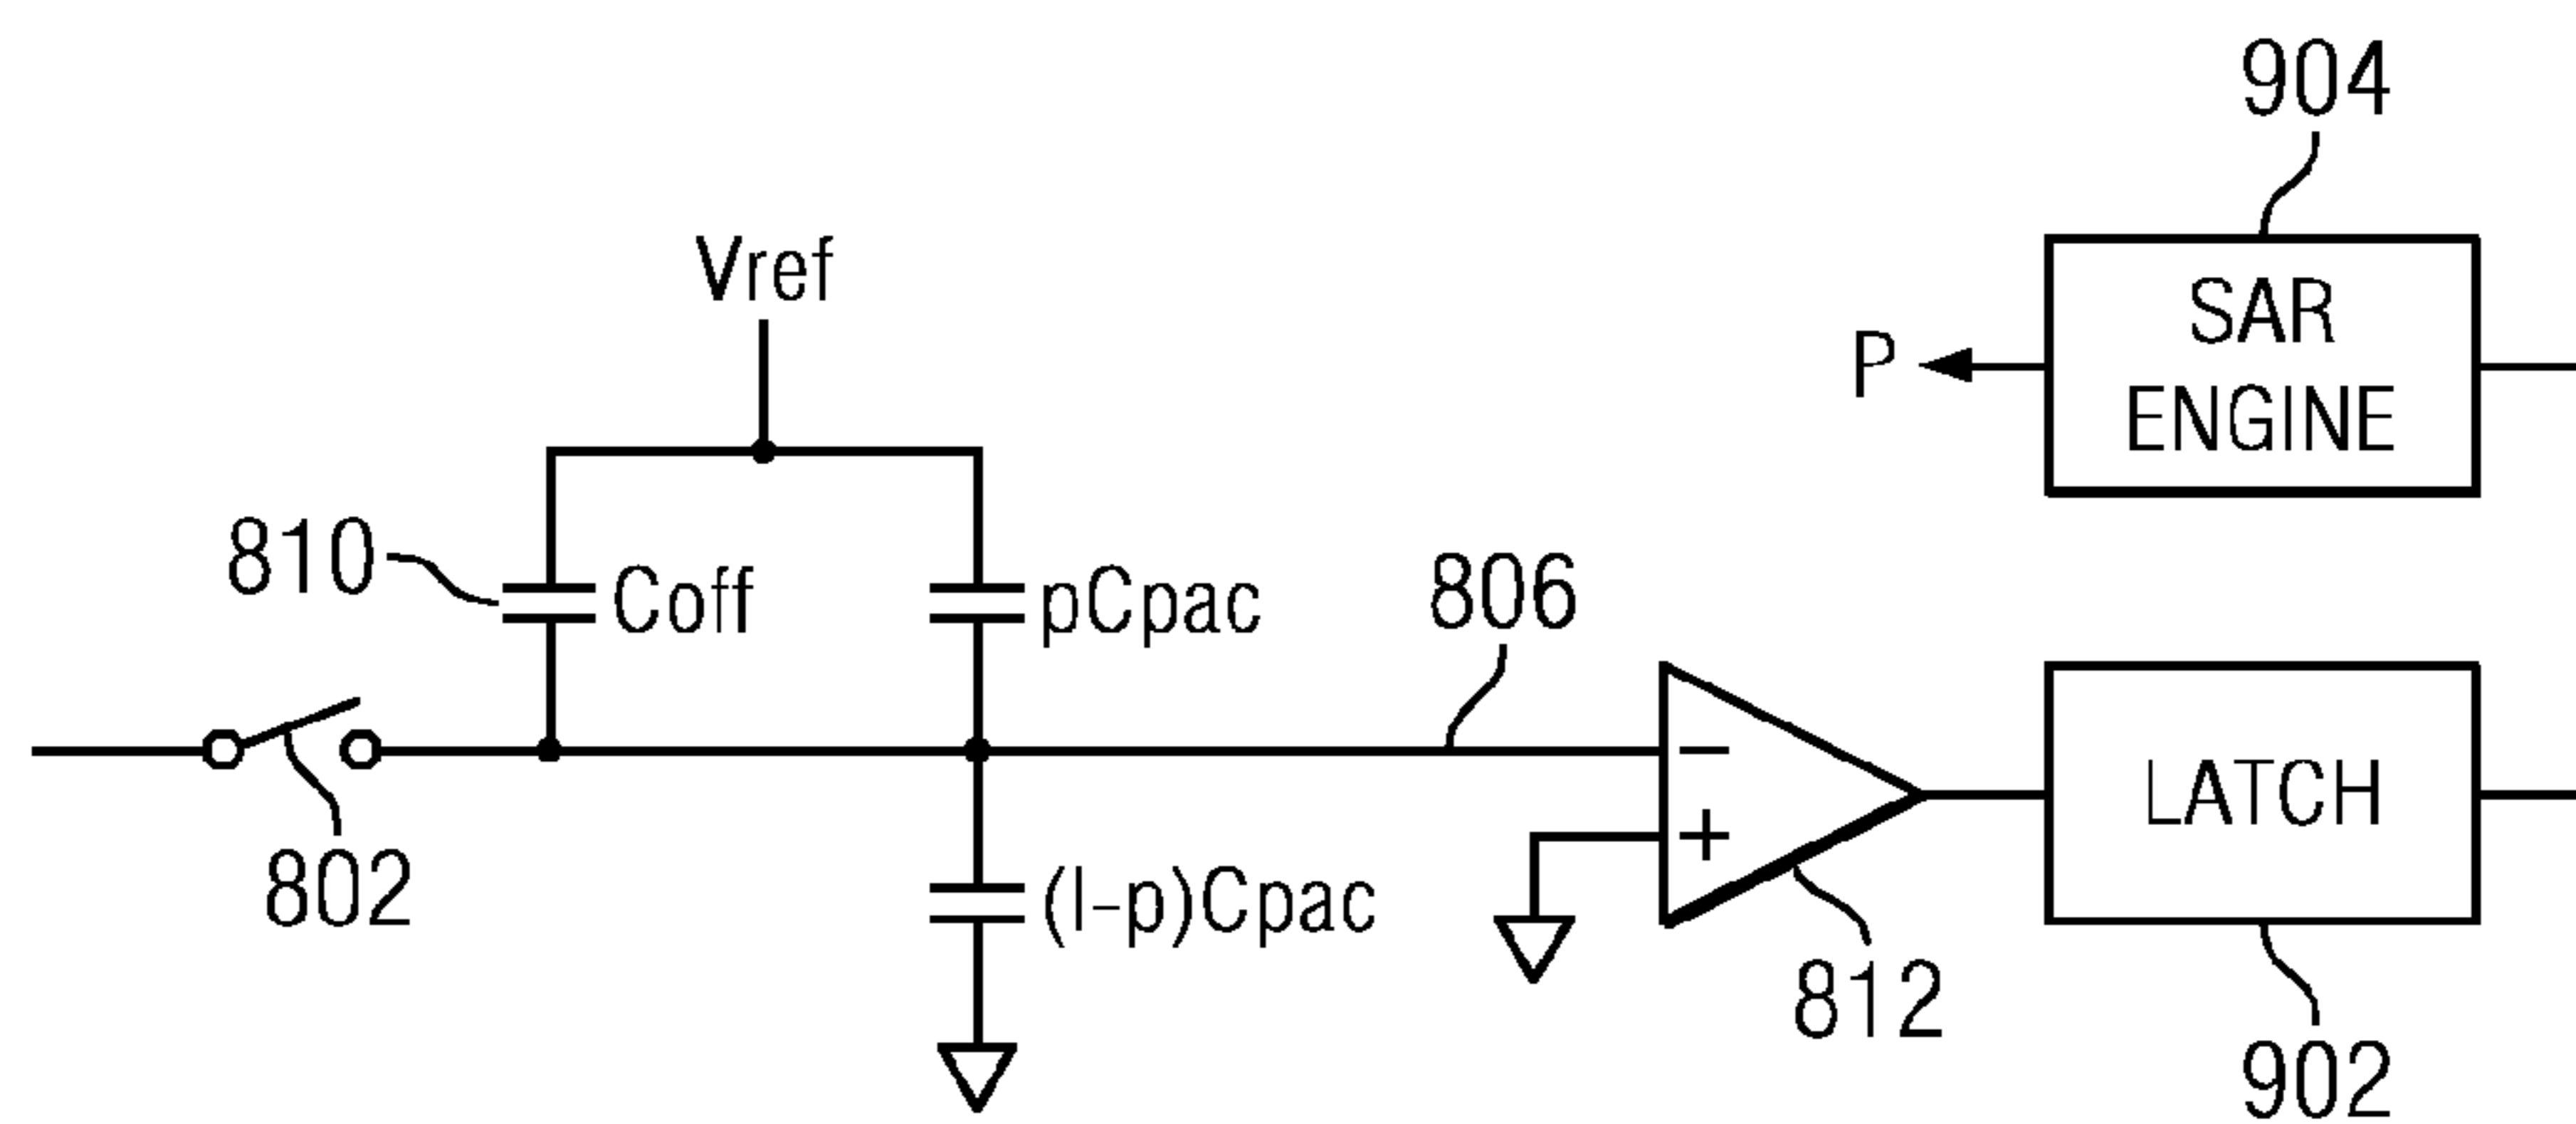 904
Vref
SAR
ENGINE
P
810
Coff
pCpac
806
802
(l-p)Cpac
812
LATCH
902